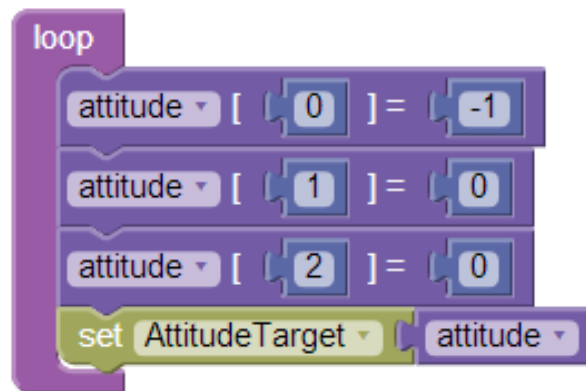 loop
attitude [ 0 ] = -1
attitude [ 1 ] = 0
attitude [ 2 ] = 0
set AttitudeTarget attitude